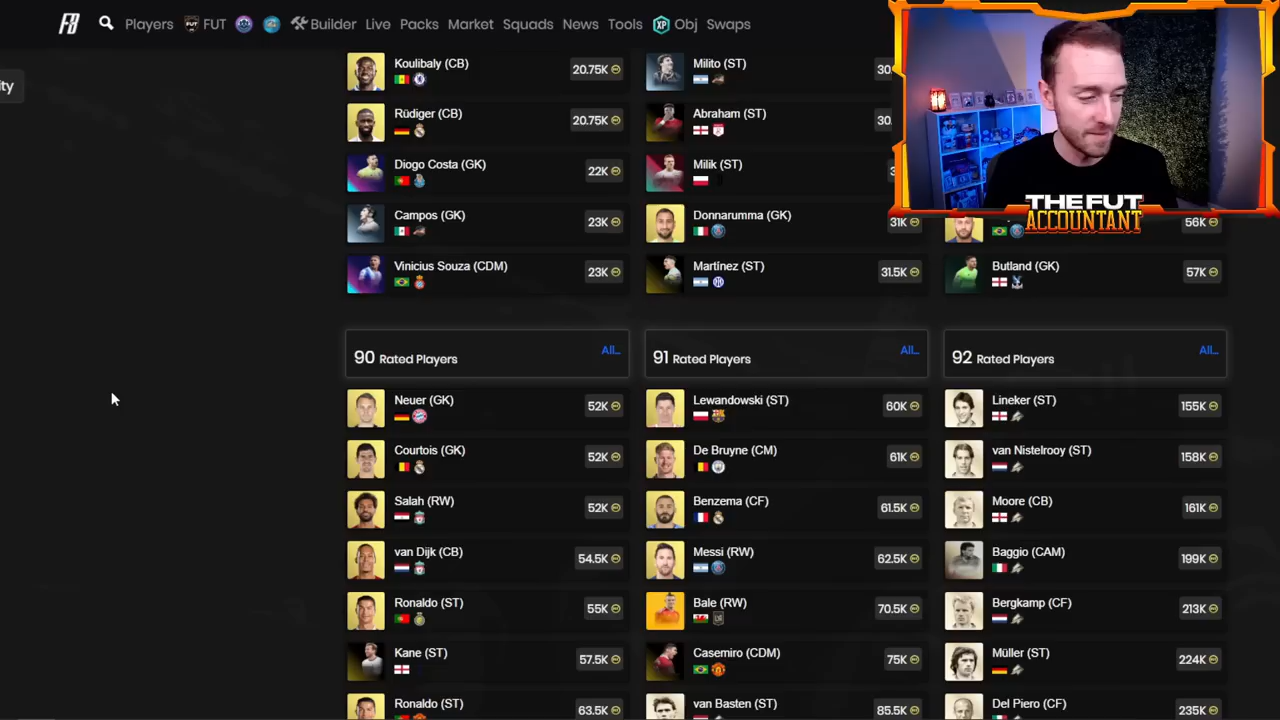 Players FUT Builder Live Packs Market Squads News Tools XP Obj Swaps
ty
Koulibaly (CB) 20.75K
Rüdiger (CB) 20.75K
Diogo Costa (GK) 22K
Campos (GK) 23K
Vinicius Souza (CDM) 23K
Milito (ST) 30
Abraham (ST) 30
Milik (ST)
Donnarumma (GK) 31K
Martínez (ST) 31.5K
56K
Butland (GK) 57K
THE FUT
ACCOUNTANT
90 Rated Players All...
Neuer (GK) 52K
Courtois (GK) 52K
Salah (RW) 52K
van Dijk (CB) 54.5K
Ronaldo (ST) 55K
Kane (ST) 57.5K
Ronaldo (ST) 63.5K
91 Rated Players All...
Lewandowski (ST) 60K
De Bruyne (CM) 61K
Benzema (CF) 61.5K
Messi (RW) 62.5K
Bale (RW) 70.5K
Casemiro (CDM) 75K
van Basten (ST) 85.5K
92 Rated Players All...
Lineker (ST) 155K
van Nistelrooy (ST) 158K
Moore (CB) 161K
Baggio (CAM) 199K
Bergkamp (CF) 213K
Müller (ST) 224K
Del Piero (CF) 235K